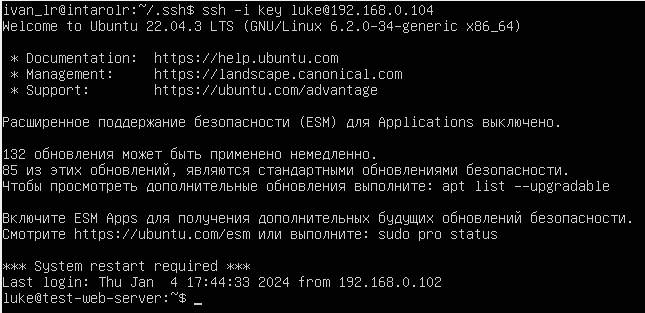 ivan_lr@intarolr:~/.ssh$ ssh -i key luke@192.168.0.104
Welcome to Ubuntu 22.04.3 LTS (GNU/Linux 6.2.0-34-generic x86_64)
* Documentation: https://help.ubuntu.com
* Management: https://landscape.canonical.com
* Support: https://ubuntu.com/advantage
Расширенное поддержание безопасности (ESM) для Applications выключено.
132 обновления может быть применено немедленно.
85 из этих обновлений, являются стандартными обновлениями безопасности.
Чтобы просмотреть дополнительные обновления выполните: apt list --upgradable
Включите ESM Apps для получения дополнительных будущих обновлений безопасности.
Смотрите https://ubuntu.com/esm или выполните: sudo pro status
*** System restart required ***
Last login: Thu Jan 4 17:44:33 2024 from 192.168.0.102
luke@test-web-server:~$ _